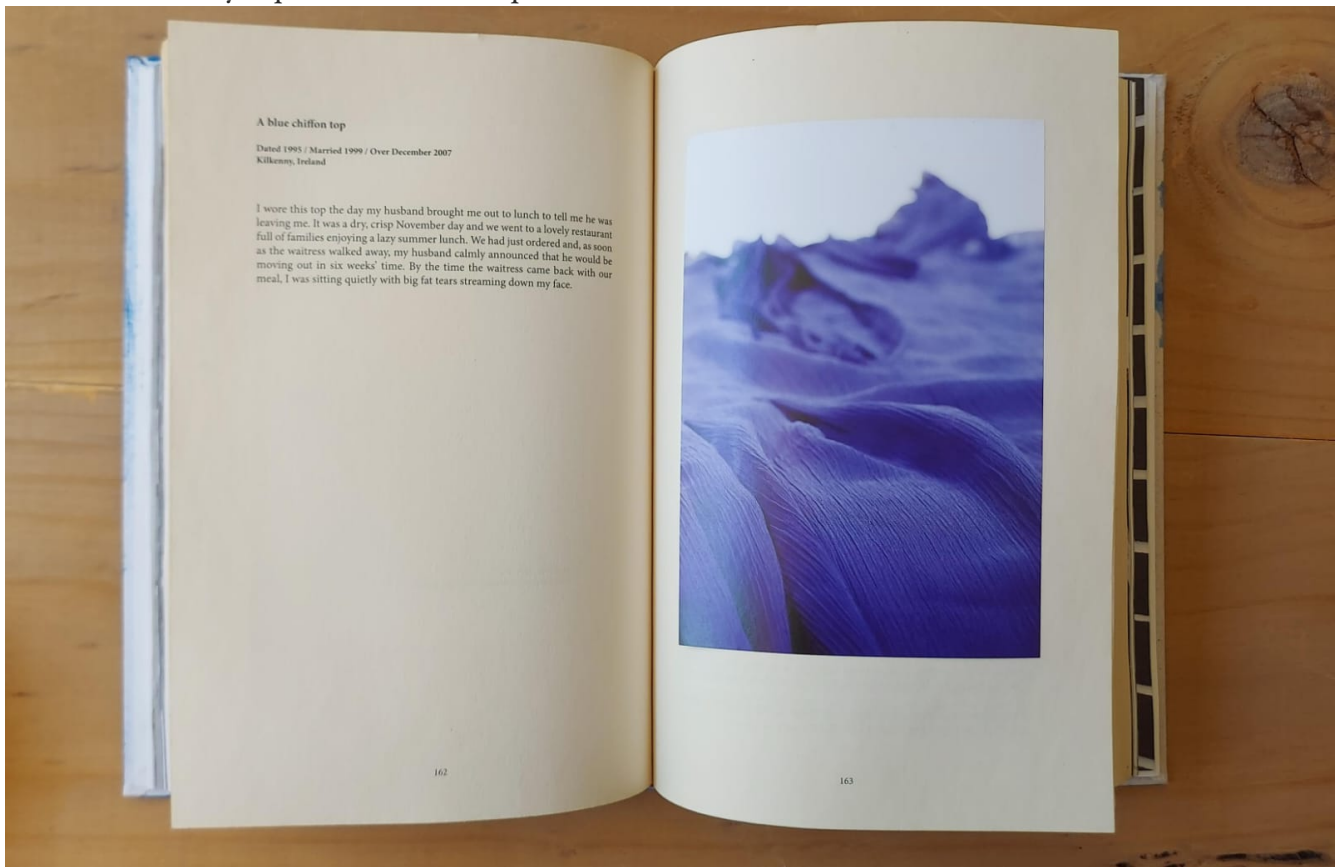 A blue chiffon top
Dated 1995 / Married 1999 / Over December 2007
Kilkenny, Ireland
I wore this top the day my husband brought me out to lunch to tell me he was
leaving me. It was a dry, crisp November day and we went to a lovely restaurant
full of families enjoying a lazy summer lunch. We had just ordered and, as soon
as the waitress walked away, my husband calmly announced that he would be
moving out in six weeks' time. By the time the waitress came back with our
meal, I was sitting quietly with big fat tears streaming down my face.
162
163